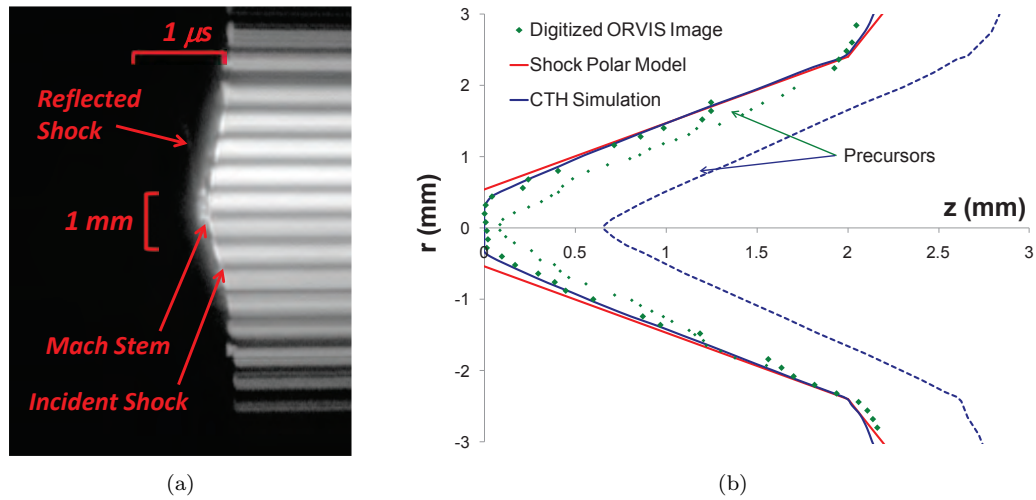 1 μs
Reflected
Shock
1 mm
Mach Stem
Incident Shock
(a)
3
2
1
0
-1
-2
-3
r (mm)
Digitized ORVIS Image
Shock Polar Model
CTH Simulation
Precursors
z (mm)
0
0.5
1
1.5
2
2.5
3
(b)